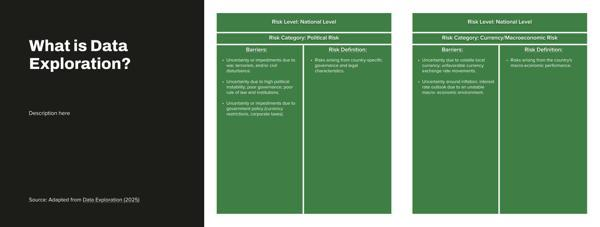 What is Data
Exploration?
Description here
Source: Adapted from Data Exploration (2025)
Risk Level: National Level
Risk Category: Political Risk
Barriers:
• Uncertainty or impediments due to
war, terrorism, and/or civil
disturbance.
• Uncertainty due to high political
instability; poor governance; poor
rule of law and institutions.
• Uncertainty or impediments due to
government policy (currency
restrictions, corporate taxes).
Risk Definition:
• Risks arising from country-specific
governance and legal
characteristics.
Risk Level: National Level
Risk Category: Currency/Macroeconomic Risk
Barriers:
• Uncertainty due to volatile local
currency; unfavorable currency
exchange rate movements.
• Uncertainty around inflation, interest
rate outlook due to an unstable
macro- economic environment.
Risk Definition:
• Risks arising from the country's
macro-economic performance.